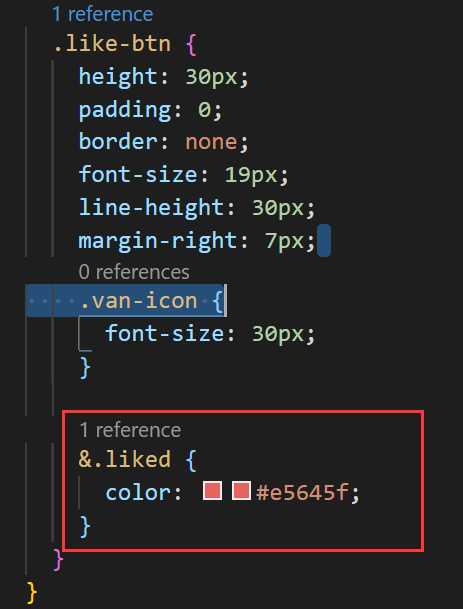 1 reference
.like-btn {
height: 30px;
padding: 0;
border: none;
font-size: 19px;
line-height: 30px;
margin-right: 7px;
0 references
.van-icon {
font-size: 30px;
}
1 reference
&.liked {
color: #e5645f;
}
}
}